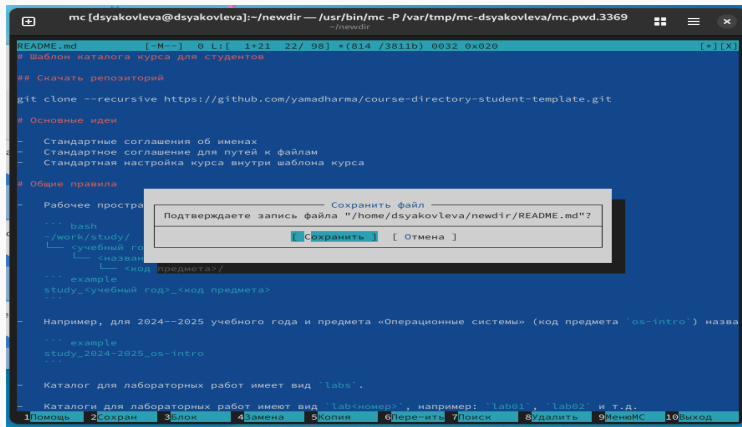 mc [dsyakovleva@dsyakovleva]:~/newdir — /usr/bin/mc -P /var/tmp/mc-dsyakovleva/mc.pwd.3369
~/newdir
README.md [-M--] 0 L:[ 1+21 22/ 98] *(814 /3811b) 0032 0x020 [*][X]
# Шаблон каталога курса для студентов
## Скачать репозиторий
git clone --recursive https://github.com/yamadharma/course-directory-student-template.git
# Основные идеи
- Стандартные соглашения об именах
- Стандартное соглашение для путей к файлам
- Стандартная настройка курса внутри шаблона курса
# Общие правила
- Рабочее простра
Сохранить файл
Подтверждаете запись файла "/home/dsyakovleva/newdir/README.md"?
[ Сохранить ] [ Отмена ]
``` bash
~/work/study/
└── <учебный го
└── <назван
└── <код предмета>/
``` example
study_<учебный год>_<код предмета>
```
- Например, для 2024--2025 учебного года и предмета «Операционные системы» (код предмета `os-intro`) назва
``` example
study_2024-2025_os-intro
```
- Каталог для лабораторных работ имеет вид `labs`.
- Каталоги для лабораторных работ имеют вид `lab<номер>`, например: `lab01`, `lab02` и т.д.
1Помощь 2Сохран 3Блок 4Замена 5Копия 6Пере~ить 7Поиск 8Удалить 9МенюМС 10Выход